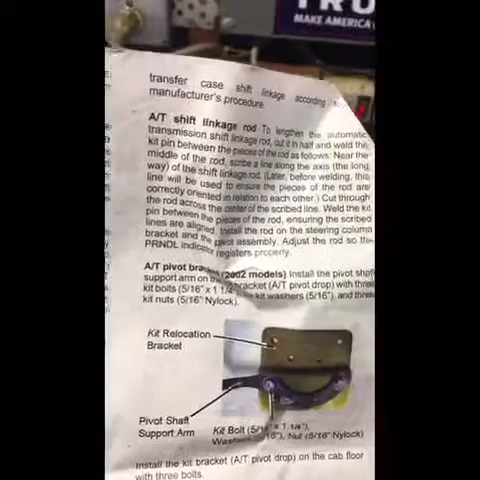 TRU
MAKE AMERICA
transfer case shift linkage according
manufacturer's procedure.
A/T shift linkage rod To lengthen the automatic
transmission shift linkage rod, cut it in half and weld the
kit pin between the pieces of the rod as follows: Near the
middle of the rod, scribe a line along the axis (the long
way) of the shift linkage rod. (Later, before welding, this
line will be used to ensure the pieces of the rod are
correctly oriented in relation to each other.) Cut through
the rod across the center of the scribed line. Weld the kit
pin between the pieces of the rod, ensuring the scribed
lines are aligned. Install the rod on the steering column
bracket and the pivot assembly. Adjust the rod so the
PRNDL indicator registers properly.
A/T pivot (2002 models) Install the pivot shaft
support arm on the bracket (A/T pivot drop) with three
kit bolts (5/16" x 1 1/4"), kit washers (5/16"), and three
kit nuts (5/16" Nylock).
Kit Relocation
Bracket
Pivot Shaft
Support Arm
Kit Bolt (5/16" x 1 1/4"),
Washers (5/16"), Nut (5/16" Nylock)
Install the kit bracket (A/T pivot drop) on the cab floor
with three bolts.